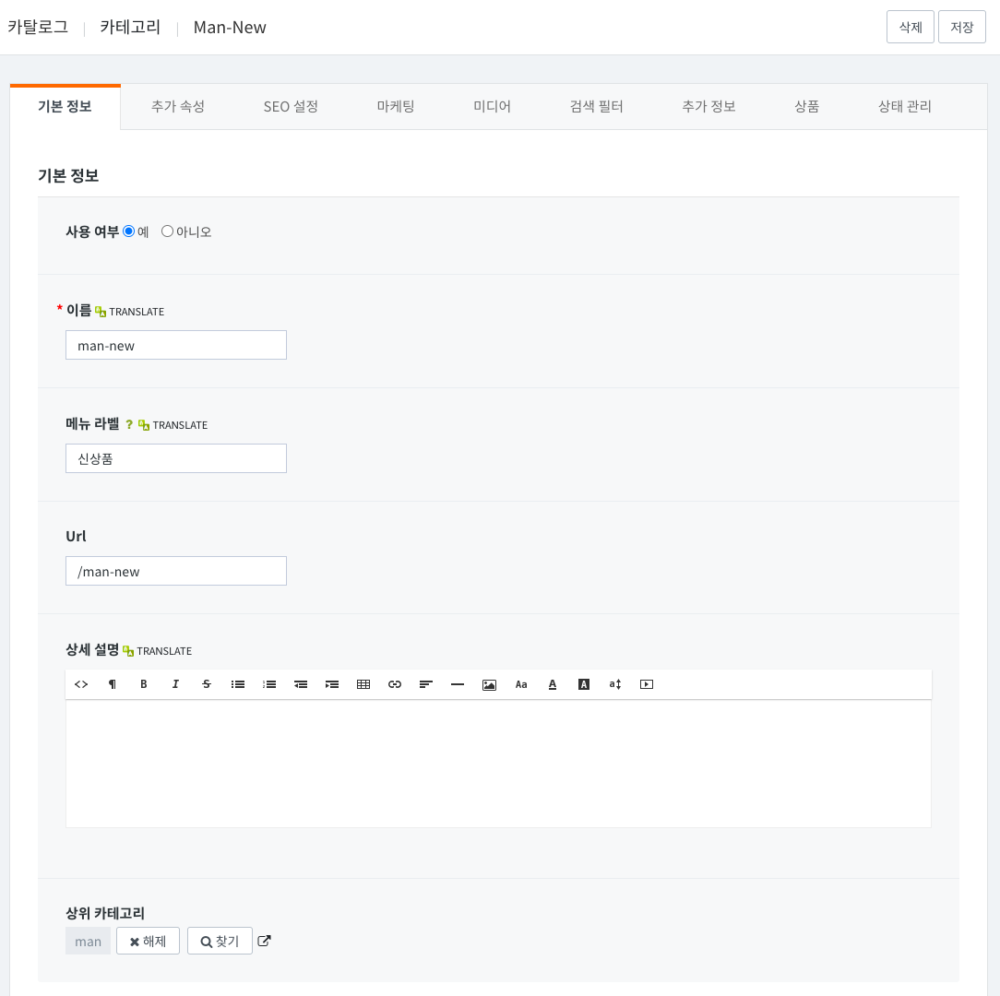 카탈로그 | 카테고리 | Man-New 삭제 저장
기본 정보 추가 속성 SEO 설정 마케팅 미디어 검색 필터 추가 정보 상품 상태 관리
기본 정보
사용 여부 예 아니오
* 이름 TRANSLATE
man-new
메뉴 라벨 ? TRANSLATE
신상품
Url
/man-new
상세 설명 TRANSLATE
<> ¶ B I S Aa A A a
상위 카테고리
man 해제 찾기